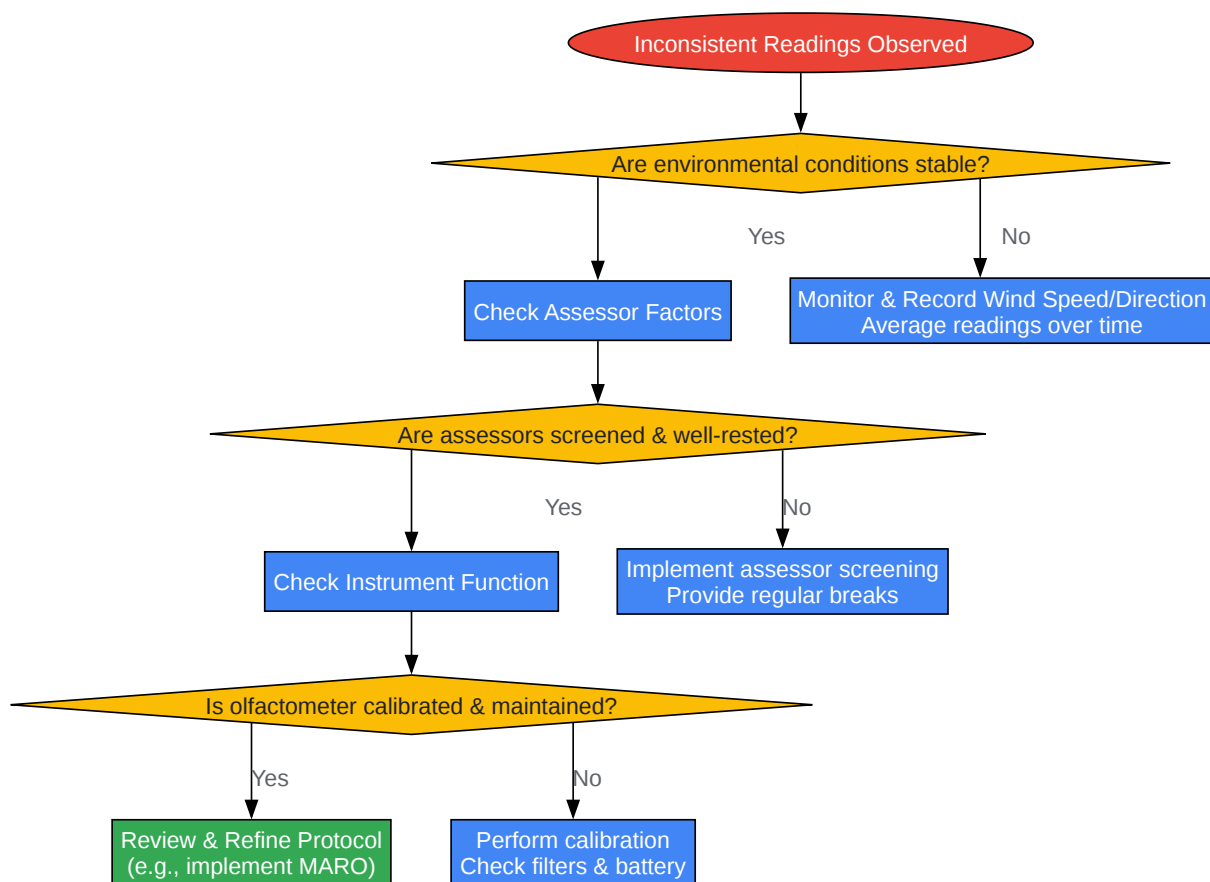 Inconsistent Readings Observed
Are environmental conditions stable?
Yes
No
Check Assessor Factors
Monitor & Record Wind Speed/Direction
Average readings over time
Are assessors screened & well-rested?
Yes
No
Check Instrument Function
Implement assessor screening
Provide regular breaks
Is olfactometer calibrated & maintained?
Yes
No
Review & Refine Protocol
(e.g., implement MARO)
Perform calibration
Check filters & battery